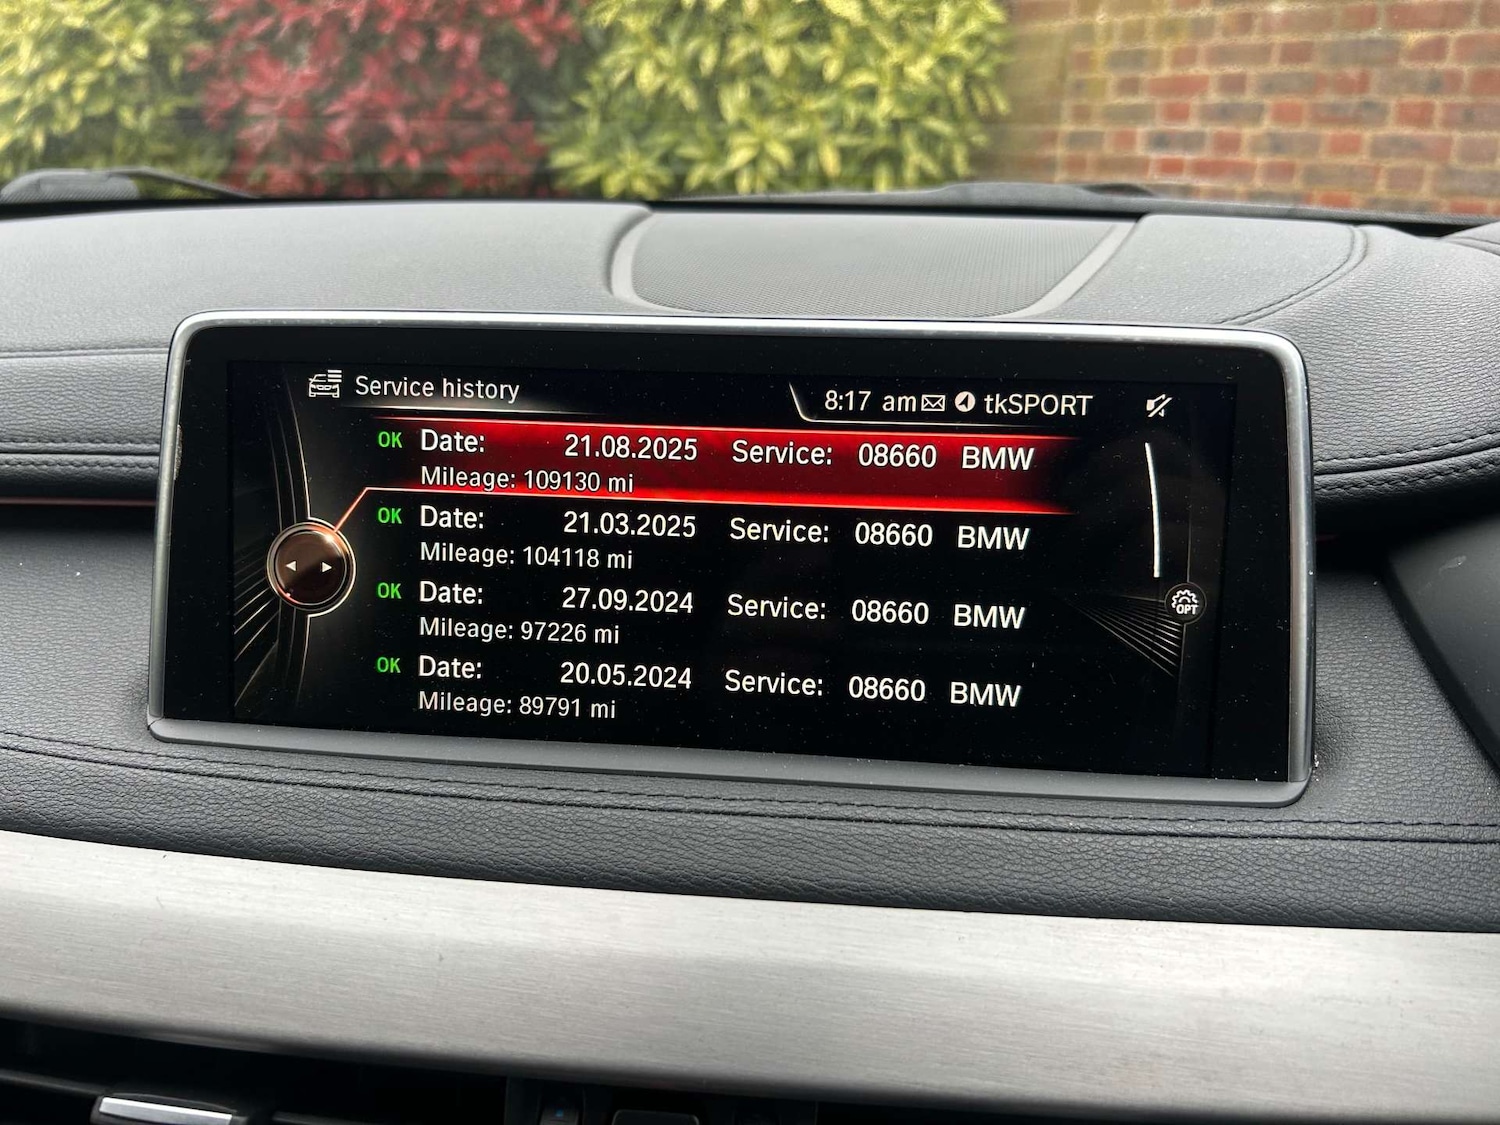 Service history
8:17 am tkSPORT
OK Date: 21.08.2025 Service: 08660 BMW
Mileage: 109130 mi
OK Date: 21.03.2025 Service: 08660 BMW
Mileage: 104118 mi
OK Date: 27.09.2024 Service: 08660 BMW
Mileage: 97226 mi
OK Date: 20.05.2024 Service: 08660 BMW
Mileage: 89791 mi
OPT